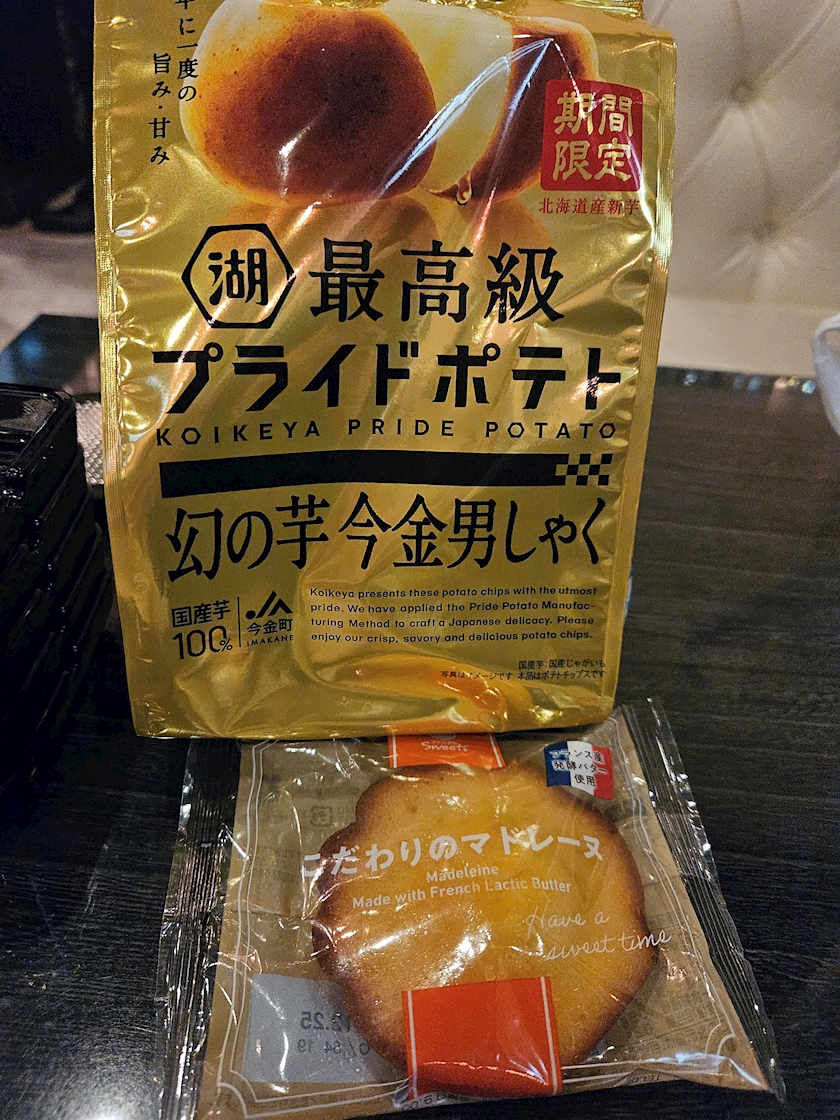 年に一度の
旨み・甘み
期間
限定
北海道産新芋
湖
最高級
プライドポテト
KOIKEYA PRIDE POTATO
幻の芋 今金男しゃく
国産芋
100%
JA
今金町
IMAKANE
Koikeya presents these potato chips with the utmost
pride. We have applied the Pride Potato Manufac-
turing Method to craft a Japanese delicacy. Please
enjoy our crisp, savory and delicious potato chips.
国産芋：国産じゃがいも
写真はイメージです 本品はポテトチップスです
Sweets
フランス産
発酵バター
使用
こだわりのマドレーヌ
Madeleine
Made with French Lactic Butter
Have a
sweet time